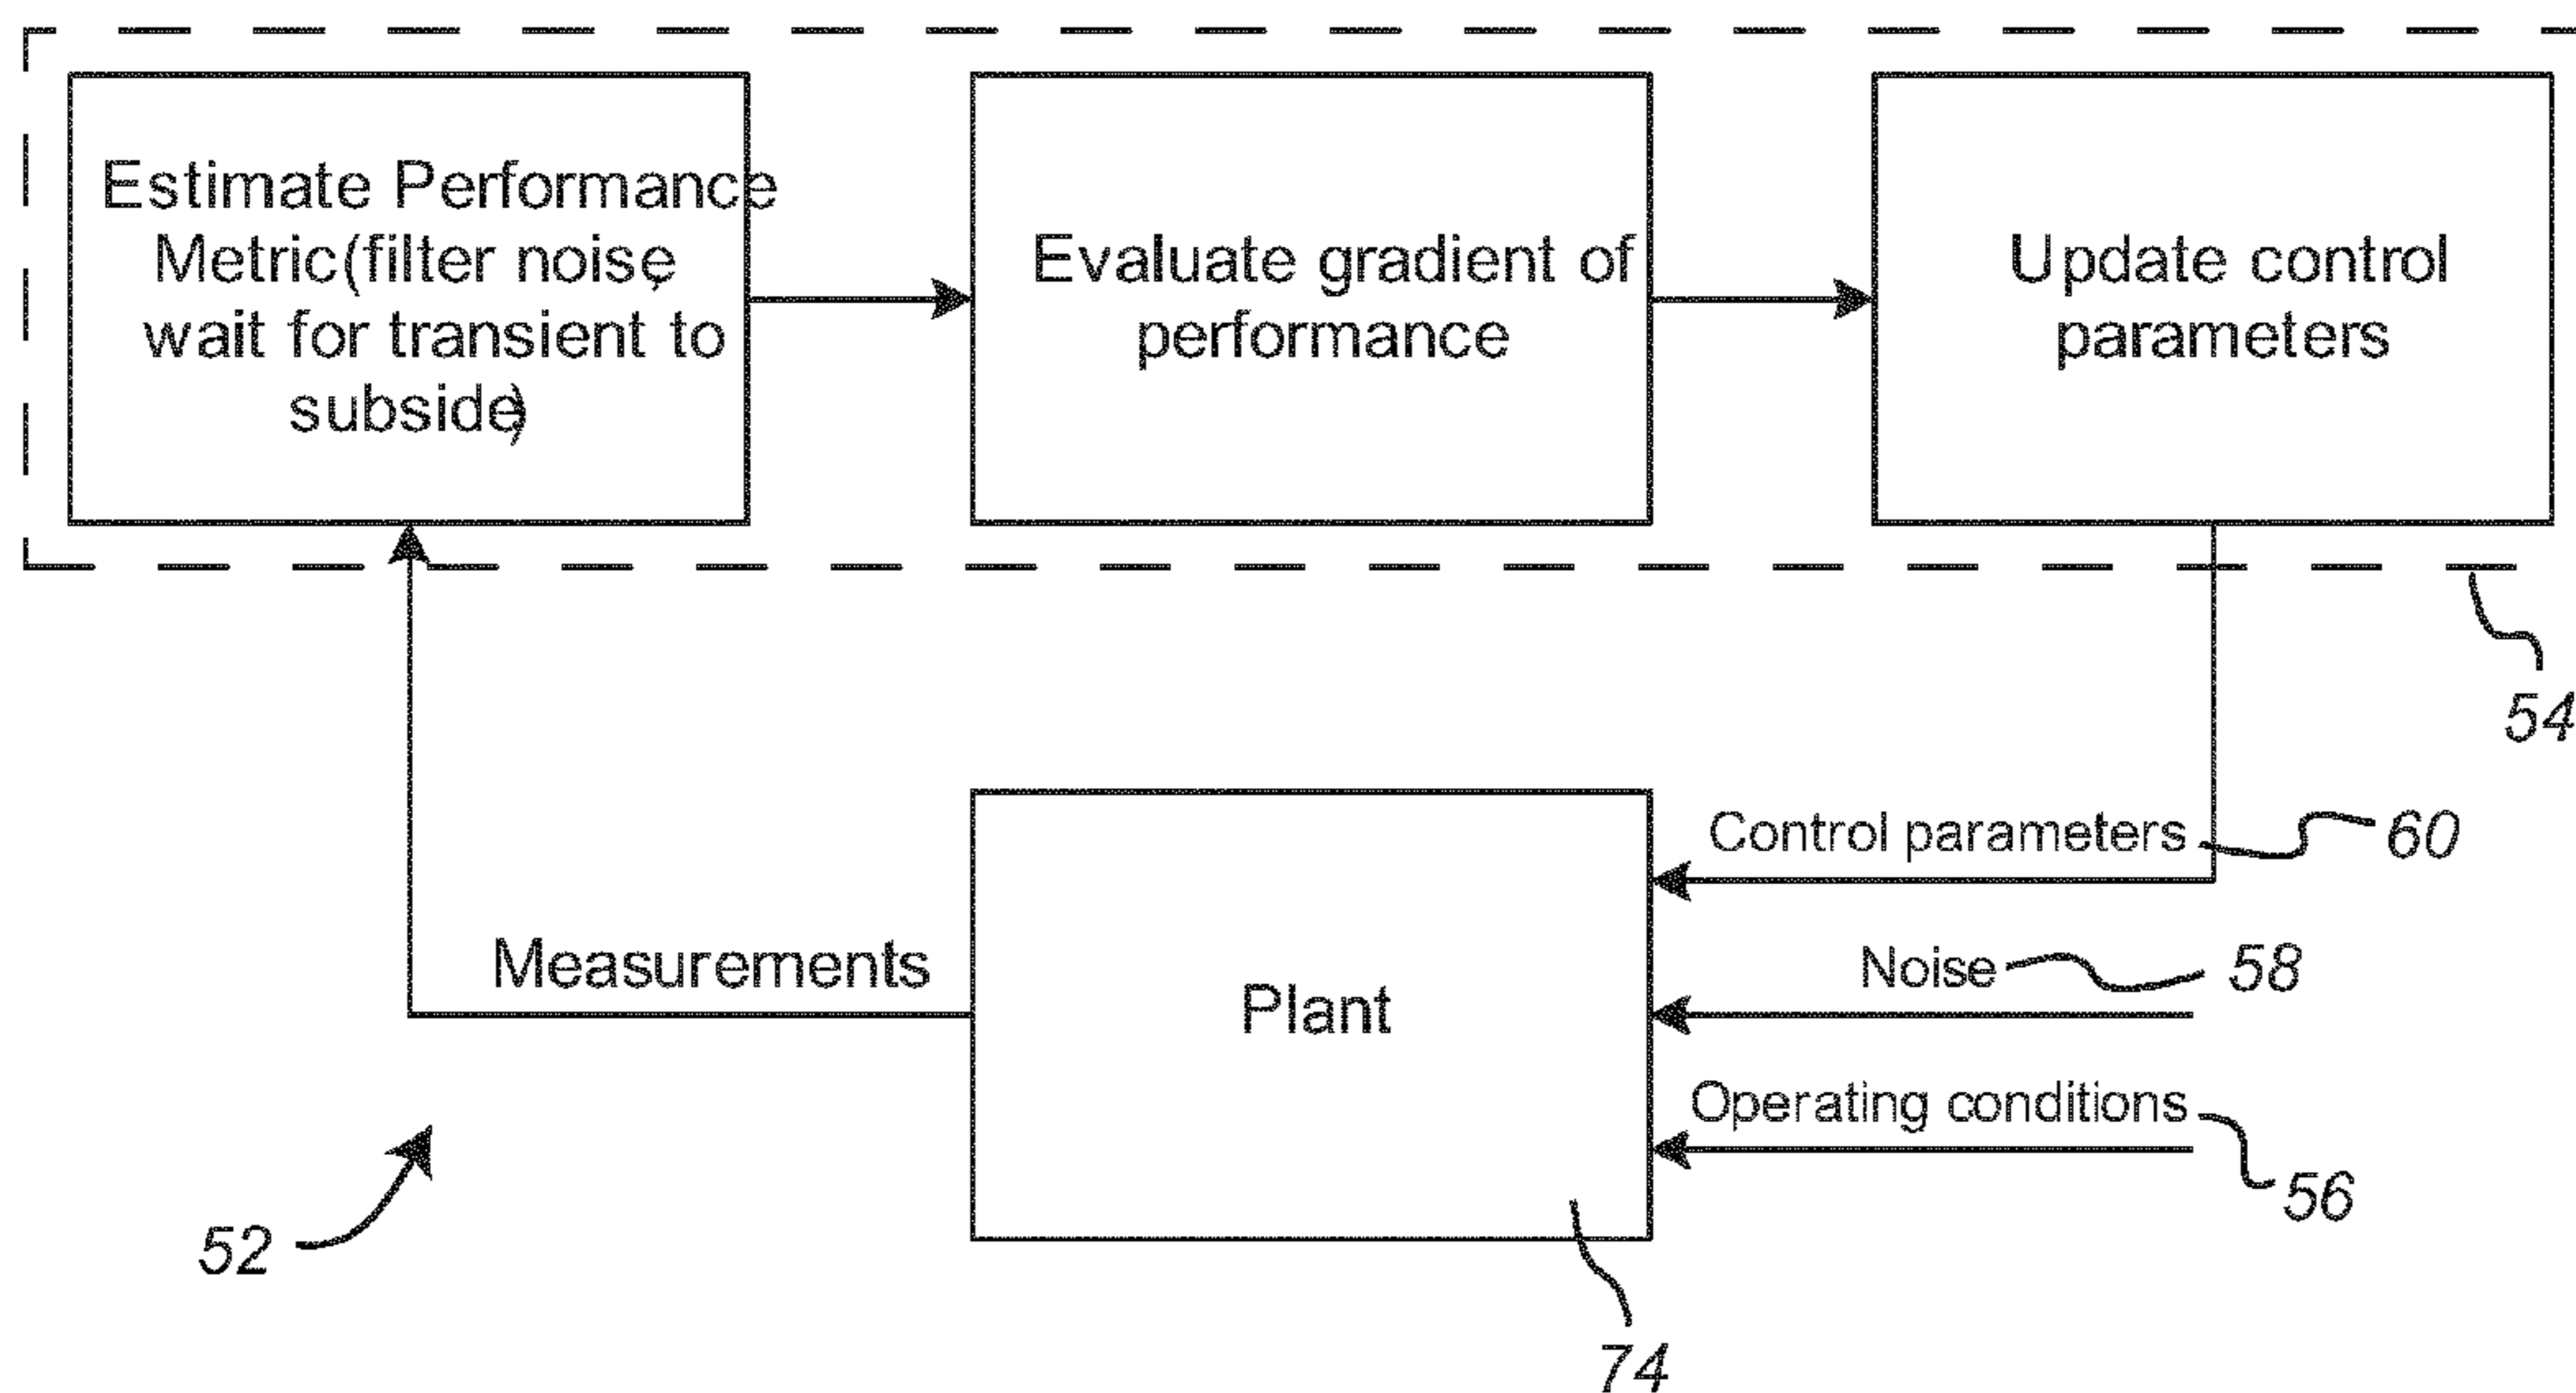 Estimate Performance
Metric(filter noise,
wait for transient to
subside)
Evaluate gradient of
performance
Update control
parameters
54
Control parameters
60
Measurements
Plant
Noise
58
Operating conditions
56
52
74